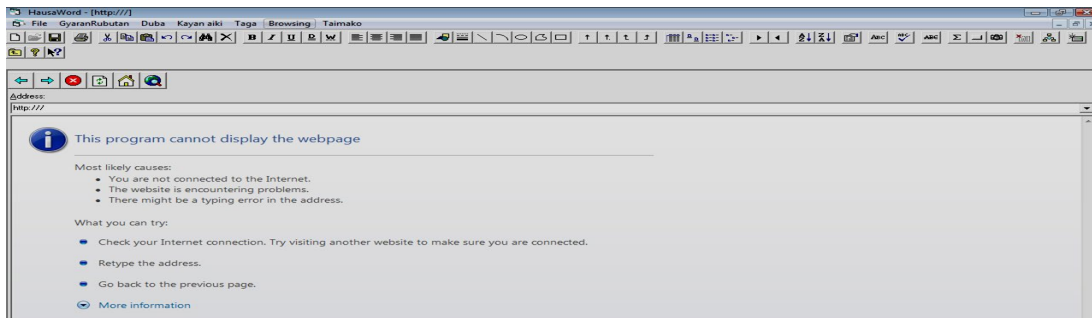 HausaWord - [http:///]
File GyaranRubutan Duba Kayan aiki Taga Browsing Taimako
B I U D W ABC ABC ABC Σ
Address:
http:///
This program cannot display the webpage
Most likely causes:
• You are not connected to the Internet.
• The website is encountering problems.
• There might be a typing error in the address.
What you can try:
Check your Internet connection. Try visiting another website to make sure you are connected.
Retype the address.
Go back to the previous page.
More information